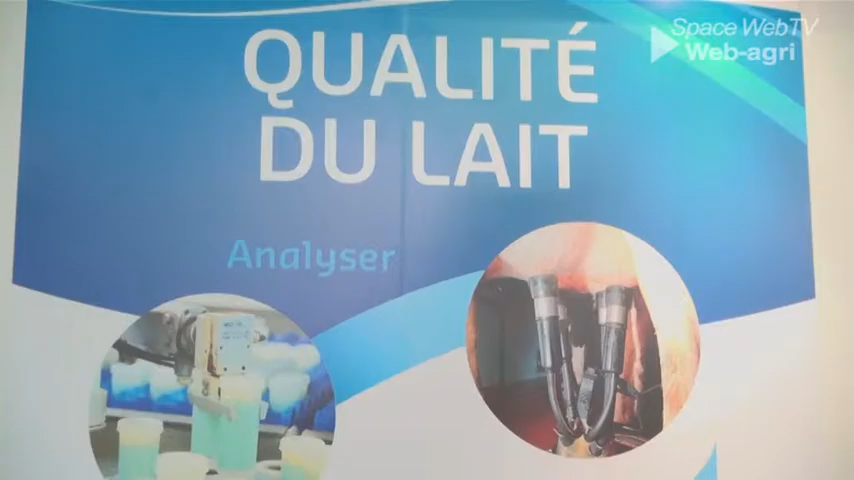 Space WebTV
Web-agri
QUALITÉ
DU LAIT
Analyser